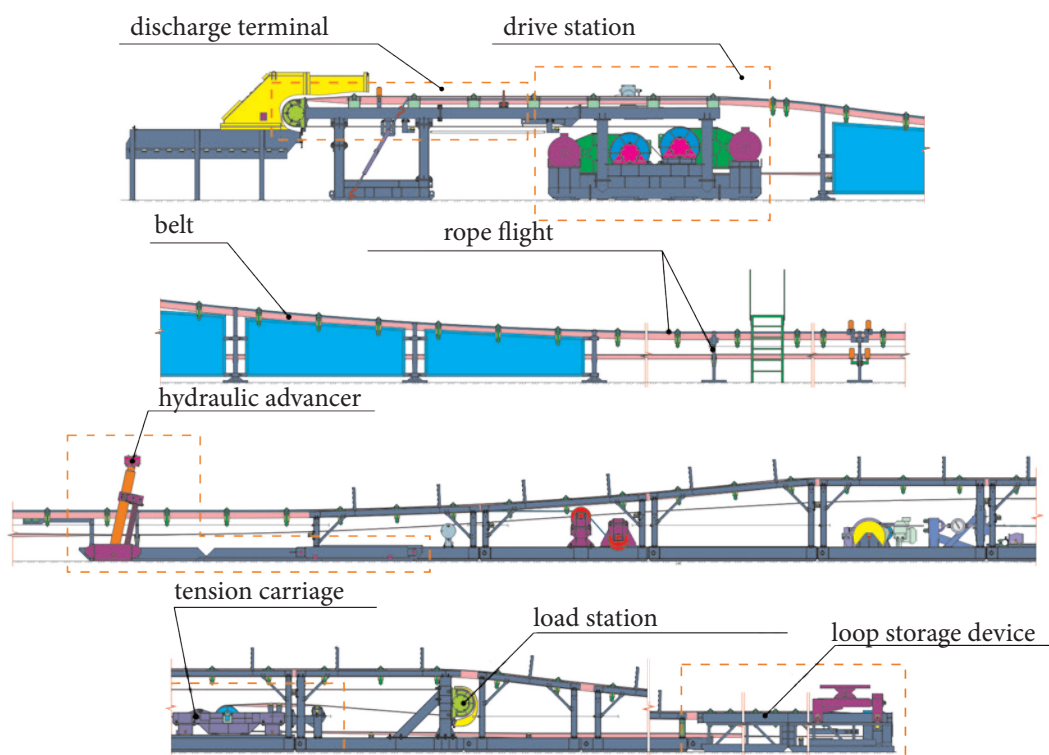 discharge terminal
drive station
belt
rope flight
hydraulic advancer
tension carriage
load station
loop storage device